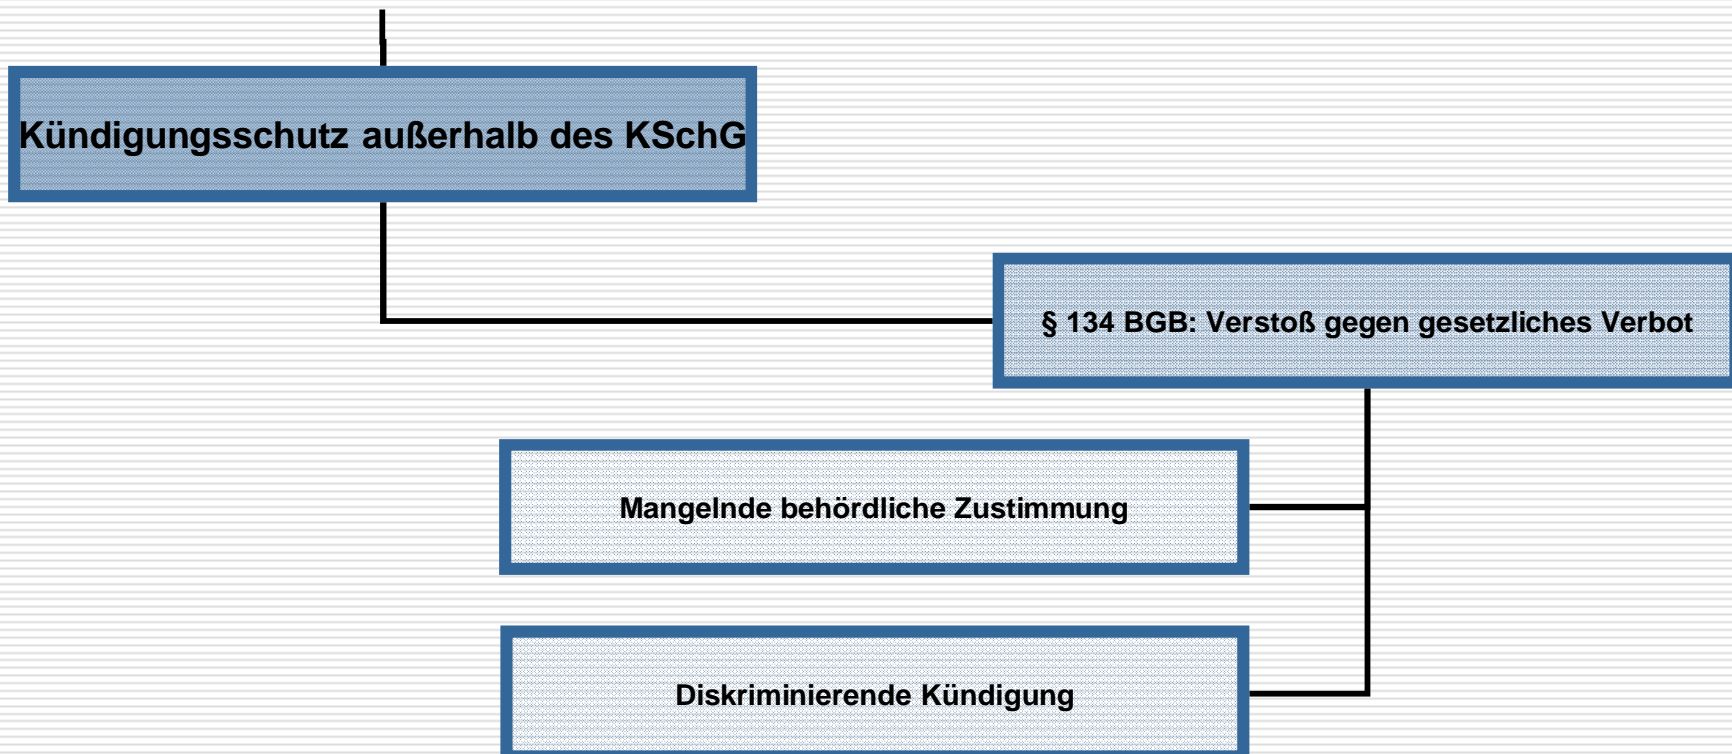 Kündigungsschutz außerhalb des KSchG
§ 134 BGB: Verstoß gegen gesetzliches Verbot
Mangelnde behördliche Zustimmung
Diskriminierende Kündigung